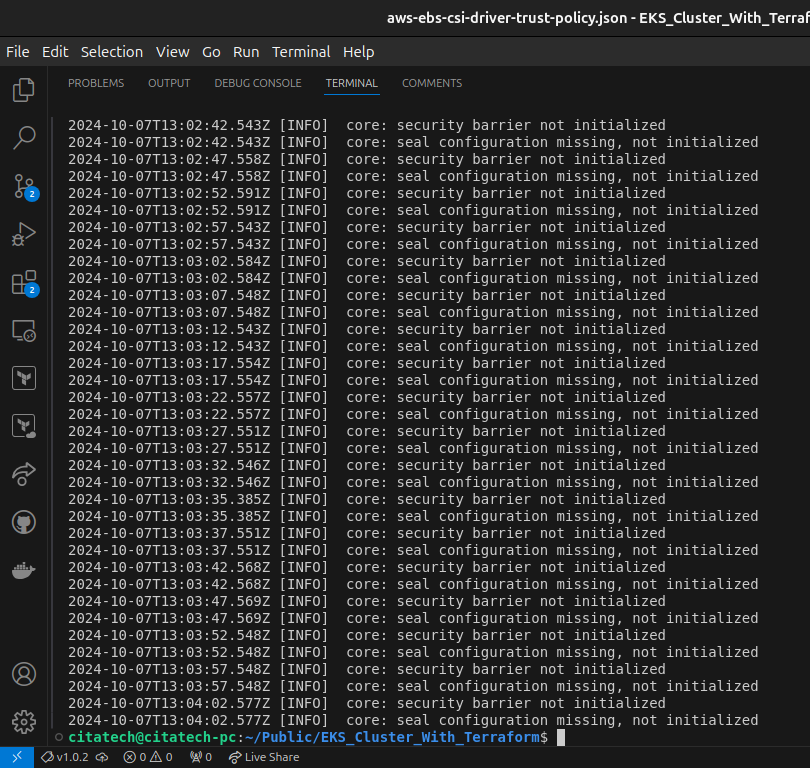 aws-ebs-csi-driver-trust-policy.json - EKS_Cluster_With_Terraf
File Edit Selection View Go Run Terminal Help
PROBLEMS OUTPUT DEBUG CONSOLE TERMINAL COMMENTS
2024-10-07T13:02:42.543Z [INFO]  core: security barrier not initialized
2024-10-07T13:02:42.543Z [INFO]  core: seal configuration missing, not initialized
2024-10-07T13:02:47.558Z [INFO]  core: security barrier not initialized
2024-10-07T13:02:47.558Z [INFO]  core: seal configuration missing, not initialized
2024-10-07T13:02:52.591Z [INFO]  core: security barrier not initialized
2024-10-07T13:02:52.591Z [INFO]  core: seal configuration missing, not initialized
2024-10-07T13:02:57.543Z [INFO]  core: security barrier not initialized
2024-10-07T13:02:57.543Z [INFO]  core: seal configuration missing, not initialized
2024-10-07T13:03:02.584Z [INFO]  core: security barrier not initialized
2024-10-07T13:03:02.584Z [INFO]  core: seal configuration missing, not initialized
2024-10-07T13:03:07.548Z [INFO]  core: security barrier not initialized
2024-10-07T13:03:07.548Z [INFO]  core: seal configuration missing, not initialized
2024-10-07T13:03:12.543Z [INFO]  core: security barrier not initialized
2024-10-07T13:03:12.543Z [INFO]  core: seal configuration missing, not initialized
2024-10-07T13:03:17.554Z [INFO]  core: security barrier not initialized
2024-10-07T13:03:17.554Z [INFO]  core: seal configuration missing, not initialized
2024-10-07T13:03:22.557Z [INFO]  core: security barrier not initialized
2024-10-07T13:03:22.557Z [INFO]  core: seal configuration missing, not initialized
2024-10-07T13:03:27.551Z [INFO]  core: security barrier not initialized
2024-10-07T13:03:27.551Z [INFO]  core: seal configuration missing, not initialized
2024-10-07T13:03:32.546Z [INFO]  core: security barrier not initialized
2024-10-07T13:03:32.546Z [INFO]  core: seal configuration missing, not initialized
2024-10-07T13:03:35.385Z [INFO]  core: security barrier not initialized
2024-10-07T13:03:35.385Z [INFO]  core: seal configuration missing, not initialized
2024-10-07T13:03:37.551Z [INFO]  core: security barrier not initialized
2024-10-07T13:03:37.551Z [INFO]  core: seal configuration missing, not initialized
2024-10-07T13:03:42.568Z [INFO]  core: security barrier not initialized
2024-10-07T13:03:42.568Z [INFO]  core: seal configuration missing, not initialized
2024-10-07T13:03:47.569Z [INFO]  core: security barrier not initialized
2024-10-07T13:03:47.569Z [INFO]  core: seal configuration missing, not initialized
2024-10-07T13:03:52.548Z [INFO]  core: security barrier not initialized
2024-10-07T13:03:52.548Z [INFO]  core: seal configuration missing, not initialized
2024-10-07T13:03:57.548Z [INFO]  core: security barrier not initialized
2024-10-07T13:03:57.548Z [INFO]  core: seal configuration missing, not initialized
2024-10-07T13:04:02.577Z [INFO]  core: security barrier not initialized
2024-10-07T13:04:02.577Z [INFO]  core: seal configuration missing, not initialized
citatech@citatech-pc:~/Public/EKS_Cluster_With_Terraform$
2
2
v1.0.2 0 0 0 Live Share